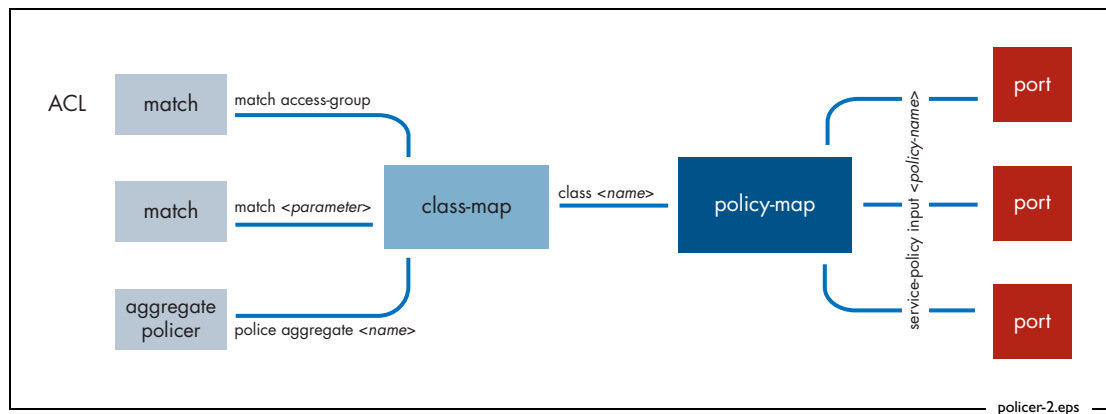 ACL
match
match access-group
match
match <parameter>
aggregate
policer
police aggregate <name>
class-map
class <name>
policy-map
service-policy input <policy-name>
port
port
port
policer-2.eps